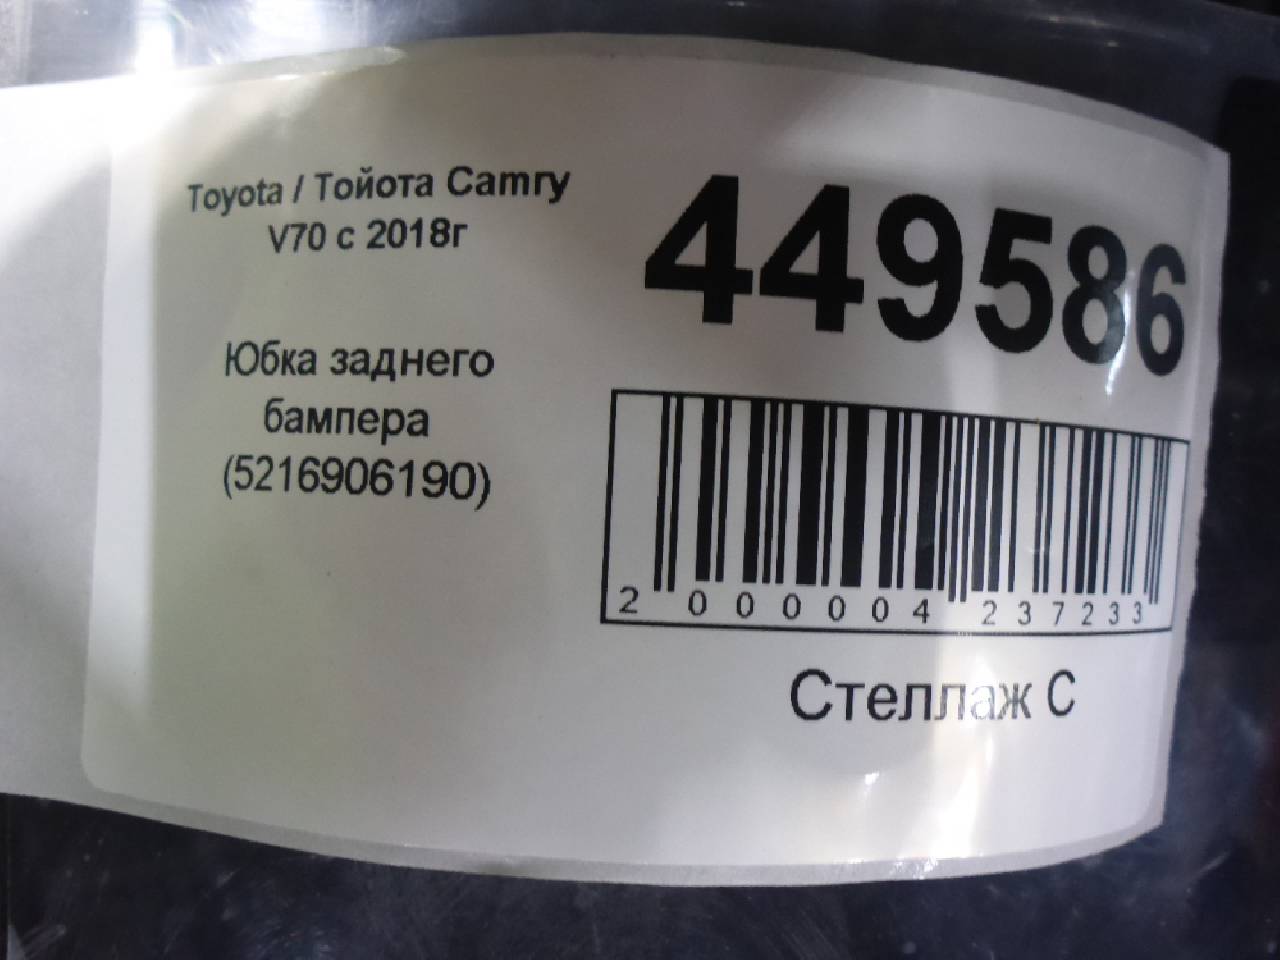 Toyota / Тойота Camry
V70 с 2018г
Юбка заднего
бампера
(5216906190)
449586
2 000004 237233
Стеллаж С